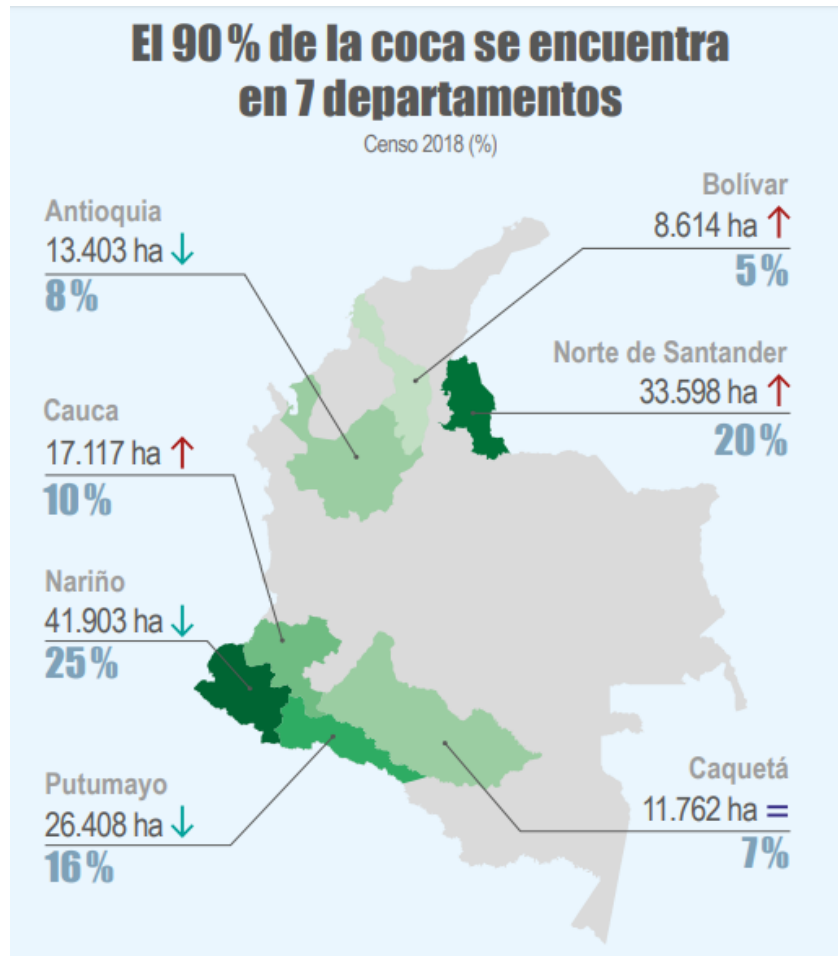 El 90 % de la coca se encuentra
en 7 departamentos
Censo 2018 (%)
Antioquia
13.403 ha ↓
8 %
Bolívar
8.614 ha ↑
5 %
Norte de Santander
33.598 ha ↑
20 %
Cauca
17.117 ha ↑
10 %
Nariño
41.903 ha ↓
25 %
Putumayo
26.408 ha ↓
16 %
Caquetá
11.762 ha =
7 %